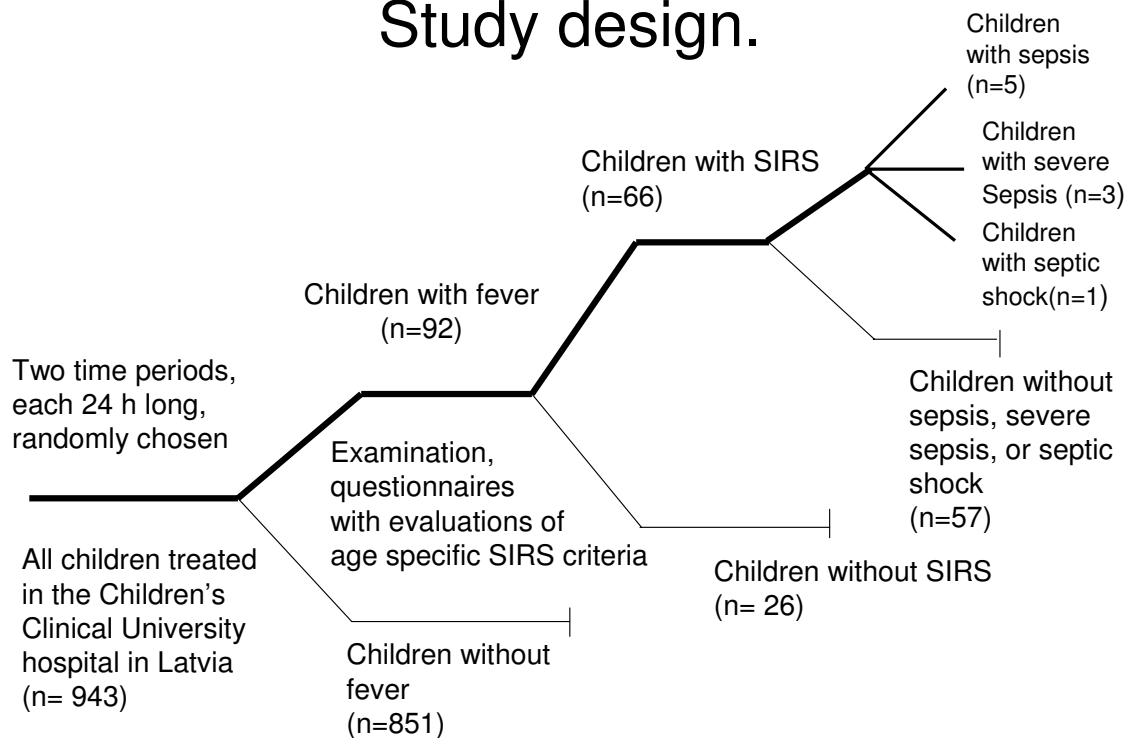 Study design.
Children
with sepsis
(n=5)
Children
with severe
Sepsis (n=3)
Children
with septic
shock(n=1)
Children with SIRS
(n=66)
Children with fever
(n=92)
Two time periods,
each 24 h long,
randomly chosen
Children without
sepsis, severe
sepsis, or septic
shock
(n=57)
Examination,
questionnaires
with evaluations of
age specific SIRS criteria
All children treated
in the Children's
Clinical University
hospital in Latvia
(n= 943)
Children without SIRS
(n= 26)
Children without
fever
(n=851)